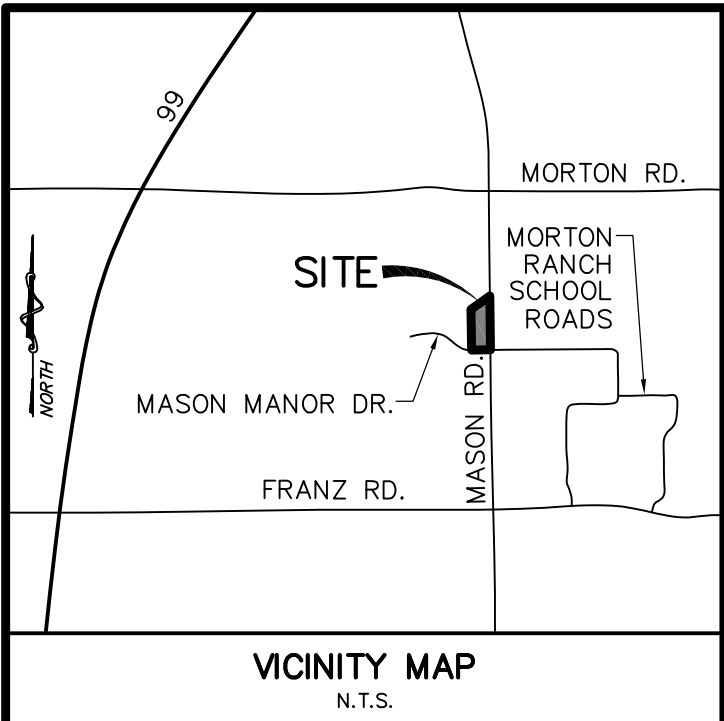 99
MORTON RD.
MORTON
RANCH
SCHOOL
ROADS
SITE
NORTH
MASON MANOR DR.
MASON RD.
FRANZ RD.
VICINITY MAP
N.T.S.